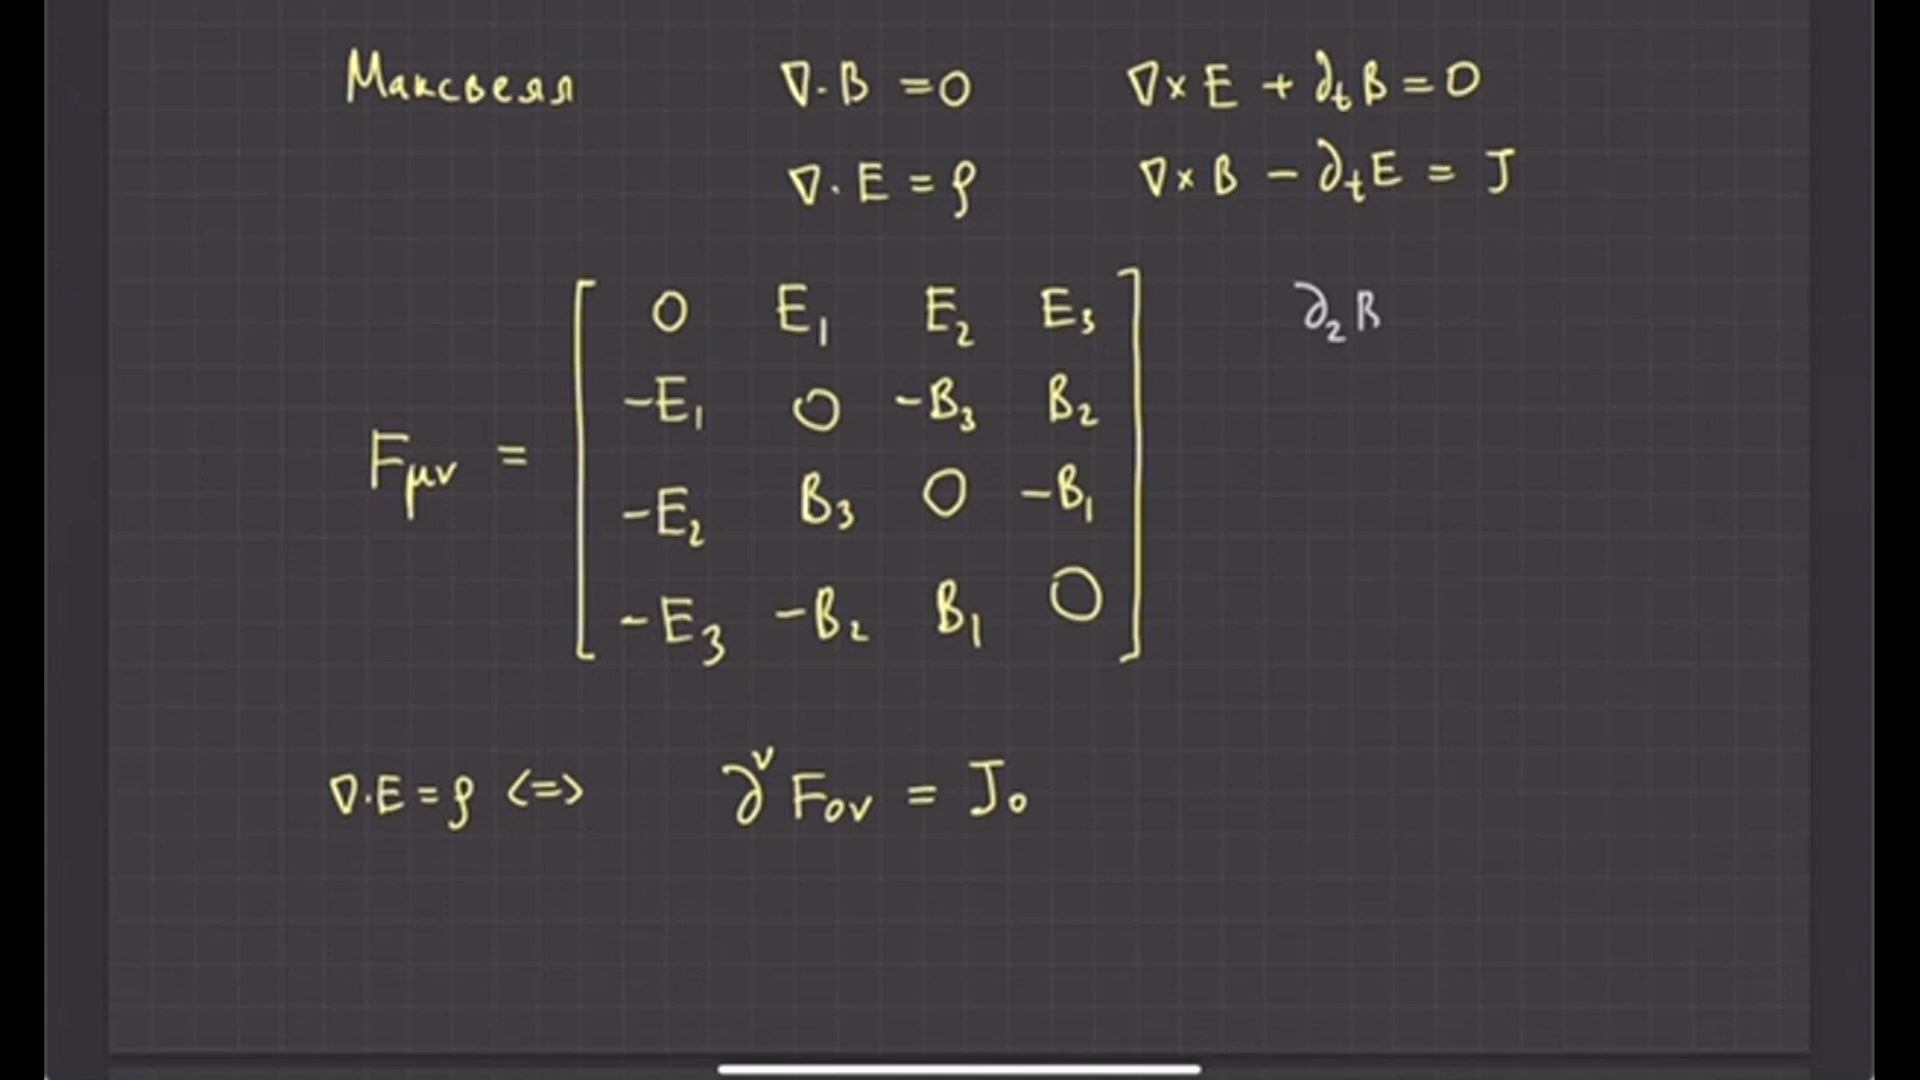 Максвелл ∇·B = 0 ∇×E + ∂ₜB = 0
∇·E = ρ ∇×B − ∂ₜE = J
F_μν = [ 0 E₁ E₂ E₃ ∂₂B
−E₁ 0 −B₃ B₂
−E₂ B₃ 0 −B₁
−E₃ −B₂ B₁ 0 ]
∇·E = ρ <=> ∂^ν F₀ν = J₀